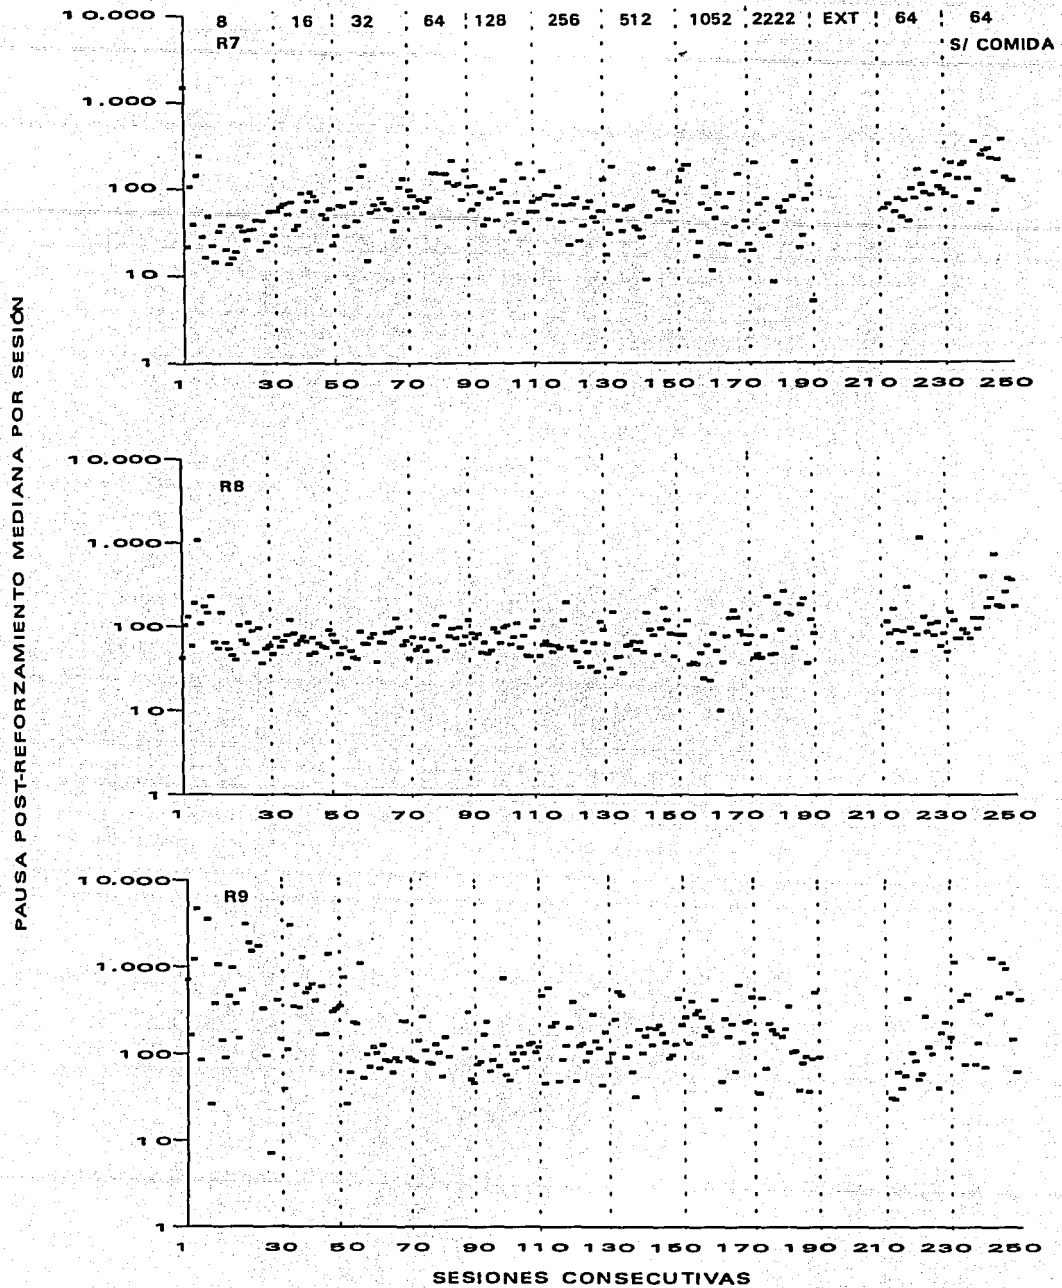 PAUSA POST-REFORZAMIENTO MEDIANA POR SESIÓN
8 16 32 64 128 256 512 1052 2222 EXT 64 64
R7 S/ COMIDA
10.000
1.000
100
10
1
1 30 50 70 90 110 130 150 170 190 210 230 250
R8
10.000
1.000
100
10
1
1 30 50 70 90 110 130 150 170 190 210 230 250
R9
10.000
1.000
100
10
1
1 30 50 70 90 110 130 150 170 190 210 230 250
SESIONES CONSECUTIVAS